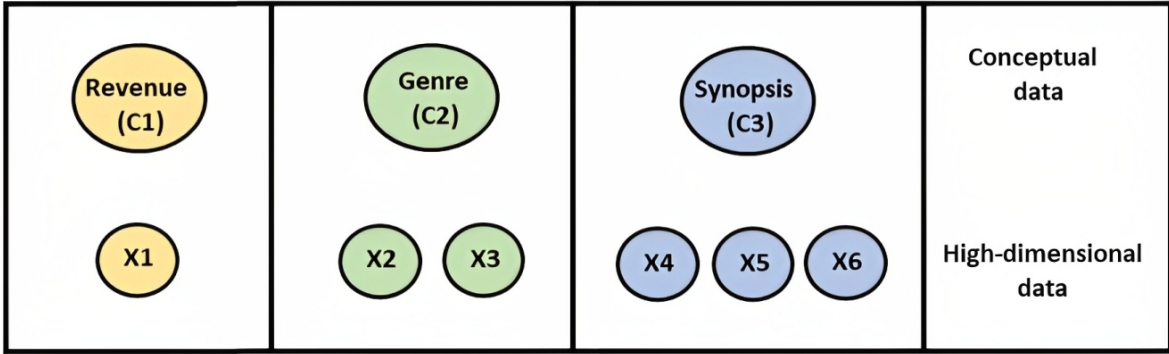 Revenue
(C1)
Genre
(C2)
Synopsis
(C3)
Conceptual
data
X1
X2
X3
X4
X5
X6
High-dimensional
data